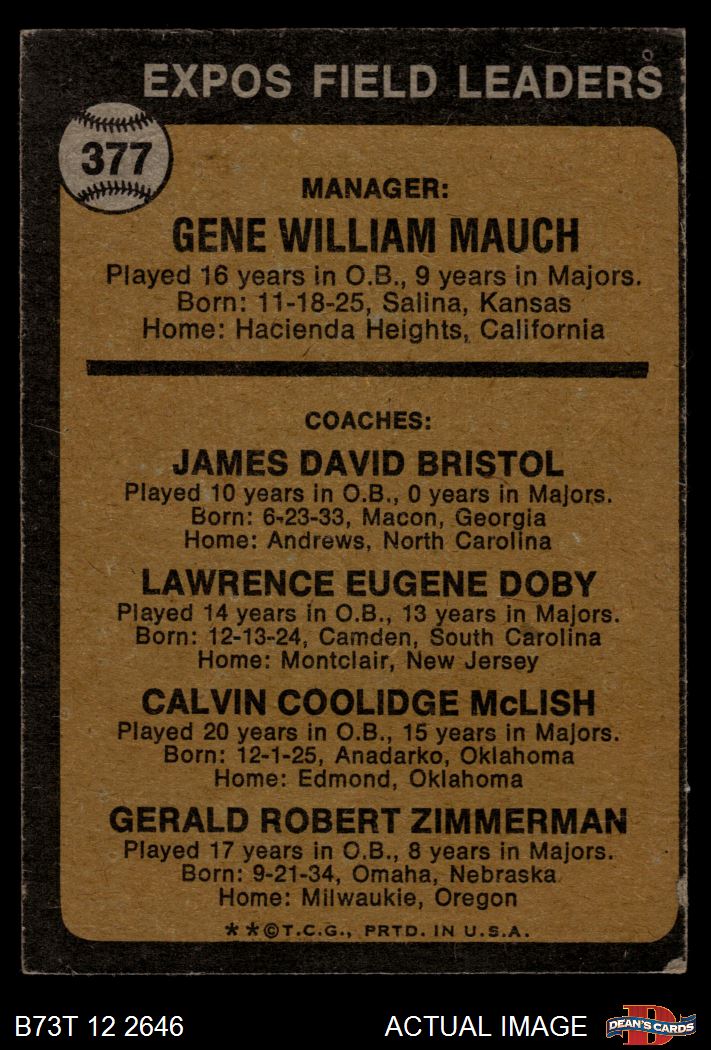 EXPOS FIELD LEADERS
377
MANAGER:
GENE WILLIAM MAUCH
Played 16 years in O.B., 9 years in Majors.
Born: 11-18-25, Salina, Kansas
Home: Hacienda Heights, California
COACHES:
JAMES DAVID BRISTOL
Played 10 years in O.B., 0 years in Majors.
Born: 6-23-33, Macon, Georgia
Home: Andrews, North Carolina
LAWRENCE EUGENE DOBY
Played 14 years in O.B., 13 years in Majors.
Born: 12-13-24, Camden, South Carolina
Home: Montclair, New Jersey
CALVIN COOLIDGE McLISH
Played 20 years in O.B., 15 years in Majors.
Born: 12-1-25, Anadarko, Oklahoma
Home: Edmond, Oklahoma
GERALD ROBERT ZIMMERMAN
Played 17 years in O.B., 8 years in Majors.
Born: 9-21-34, Omaha, Nebraska
Home: Milwaukie, Oregon
**©T.C.G., PRTD. IN U.S.A.
B73T 12 2646 ACTUAL IMAGE
D
DEAN'S CARDS